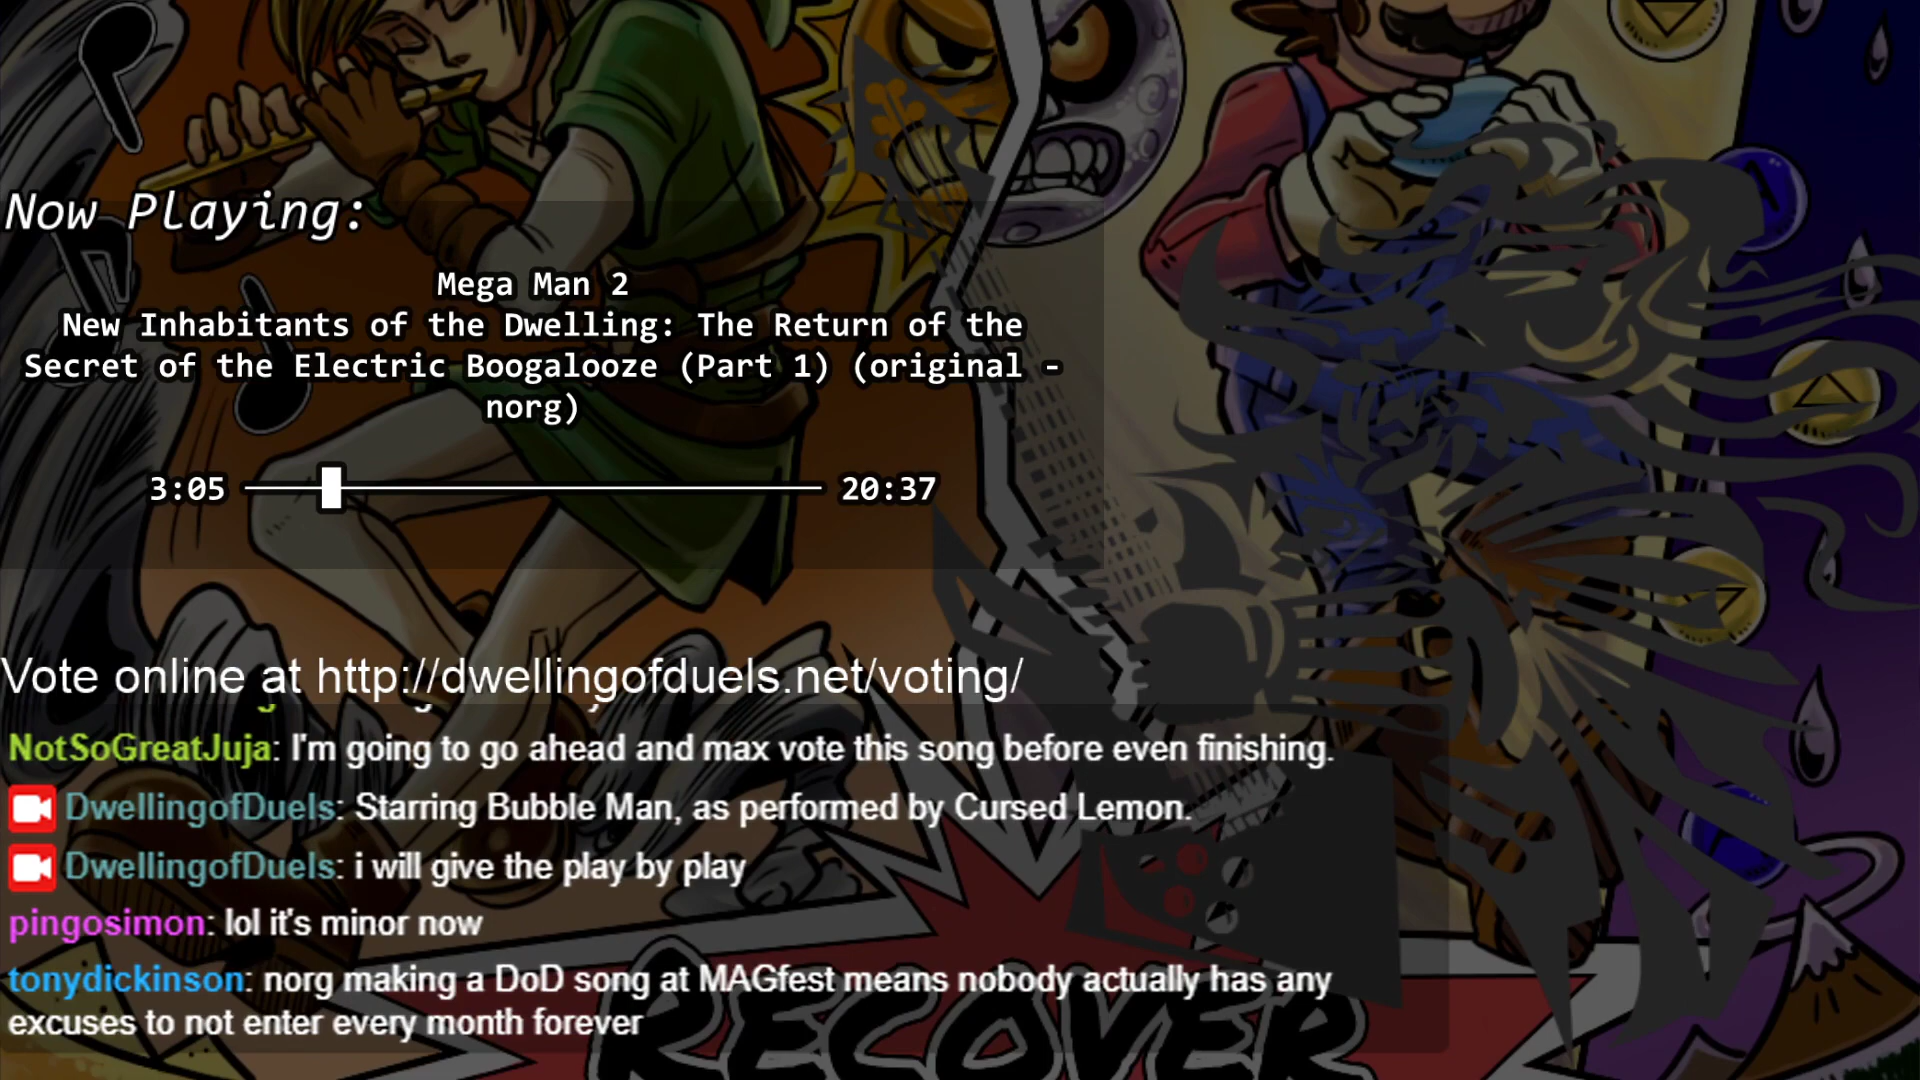 Now Playing:
Mega Man 2
New Inhabitants of the Dwelling: The Return of the
Secret of the Electric Boogalooze (Part 1) (original -
norg)
3:05 20:37
Vote online at http://dwellingofduels.net/voting/
NotSoGreatJuja: I'm going to go ahead and max vote this song before even finishing.
DwellingofDuels: Starring Bubble Man, as performed by Cursed Lemon.
DwellingofDuels: i will give the play by play
pingosimon: lol it's minor now
tonydickinson: norg making a DoD song at MAGfest means nobody actually has any
excuses to not enter every month forever
RECOVER